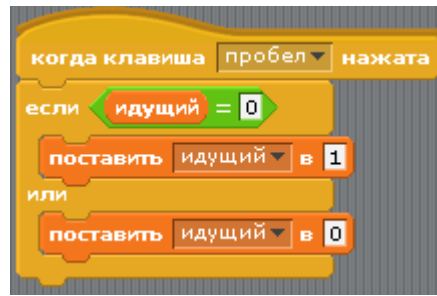 когда клавиша пробел нажата
если идущий = 0
поставить идущий в 1
или
поставить идущий в 0